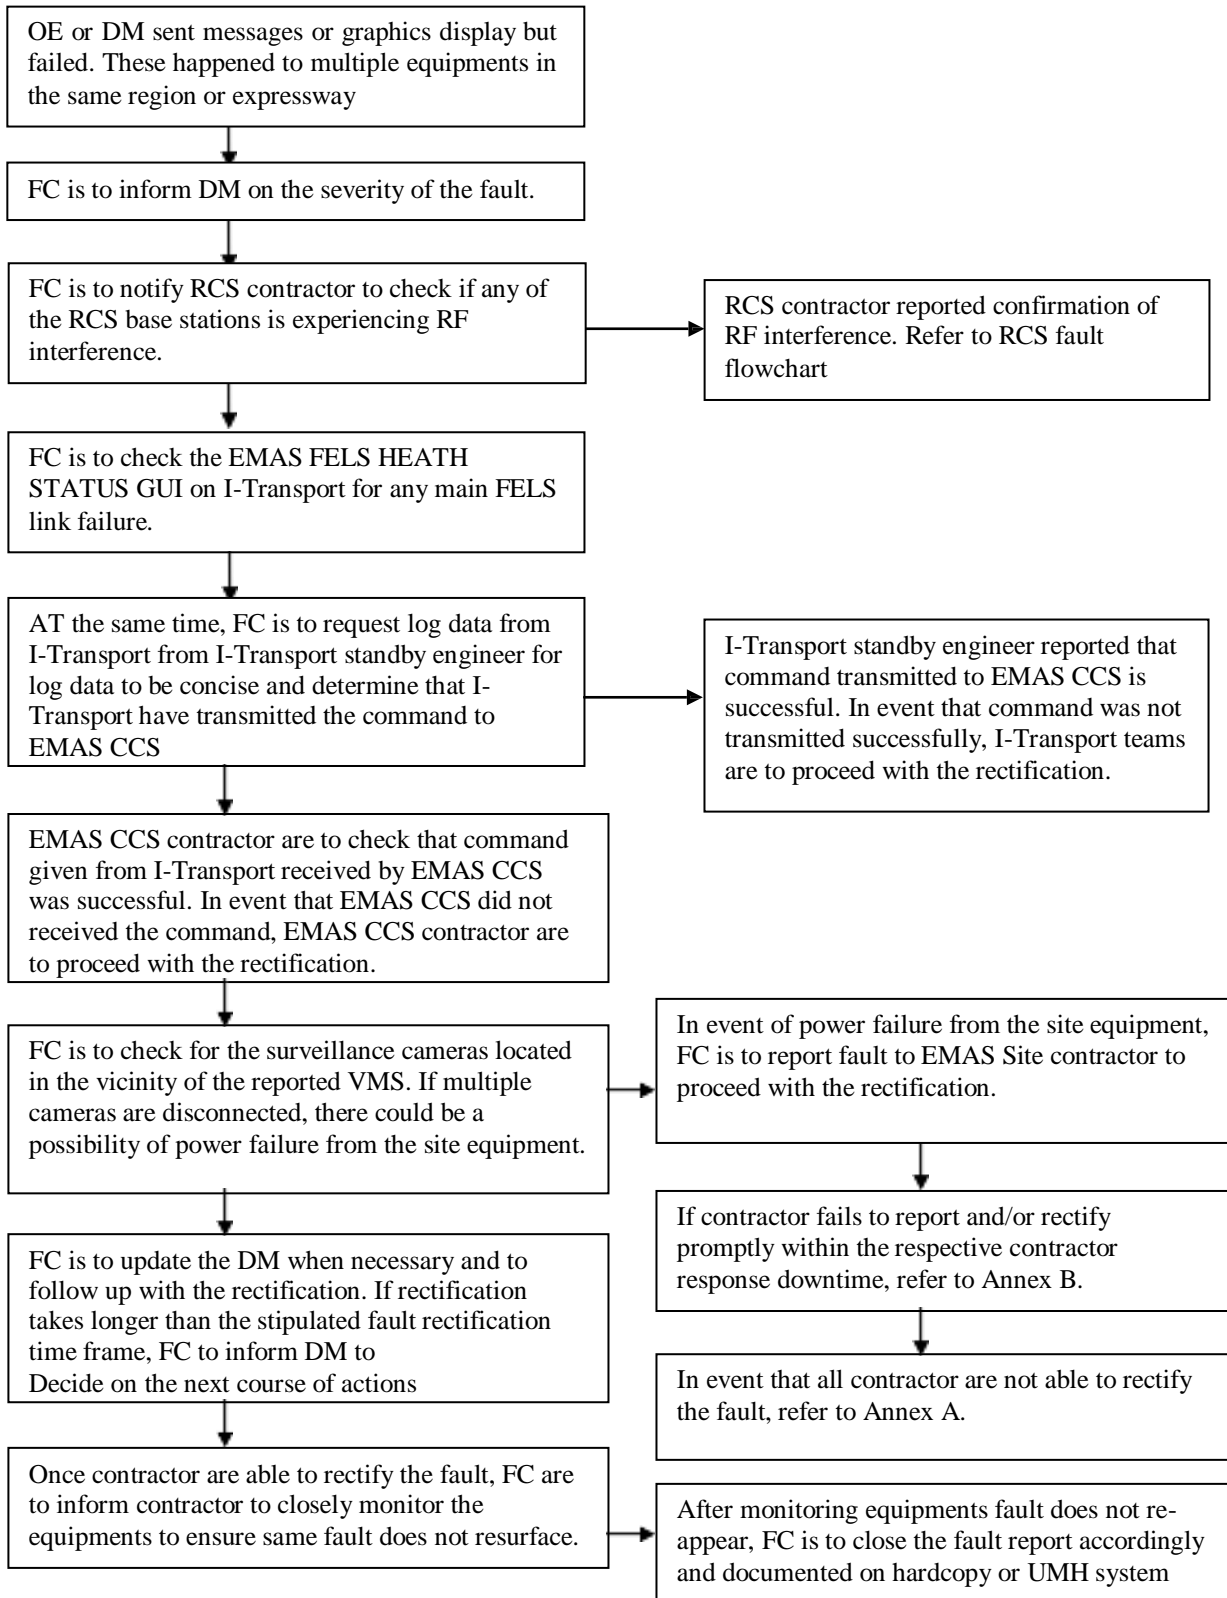 OE or DM sent messages or graphics display but
failed. These happened to multiple equipments in
the same region or expressway
FC is to inform DM on the severity of the fault.
FC is to notify RCS contractor to check if any of
the RCS base stations is experiencing RF
interference.
RCS contractor reported confirmation of
RF interference. Refer to RCS fault
flowchart
FC is to check the EMAS FELS HEATH
STATUS GUI on I-Transport for any main FELS
link failure.
AT the same time, FC is to request log data from
I-Transport from I-Transport standby engineer for
log data to be concise and determine that I-
Transport have transmitted the command to
EMAS CCS
I-Transport standby engineer reported that
command transmitted to EMAS CCS is
successful. In event that command was not
transmitted successfully, I-Transport teams
are to proceed with the rectification.
EMAS CCS contractor are to check that command
given from I-Transport received by EMAS CCS
was successful. In event that EMAS CCS did not
received the command, EMAS CCS contractor are
to proceed with the rectification.
FC is to check for the surveillance cameras located
in the vicinity of the reported VMS. If multiple
cameras are disconnected, there could be a
possibility of power failure from the site equipment.
In event of power failure from the site equipment,
FC is to report fault to EMAS Site contractor to
proceed with the rectification.
If contractor fails to report and/or rectify
promptly within the respective contractor
response downtime, refer to Annex B.
FC is to update the DM when necessary and to
follow up with the rectification. If rectification
takes longer than the stipulated fault rectification
time frame, FC to inform DM to
Decide on the next course of actions
In event that all contractor are not able to rectify
the fault, refer to Annex A.
Once contractor are able to rectify the fault, FC are
to inform contractor to closely monitor the
equipments to ensure same fault does not resurface.
After monitoring equipments fault does not re-
appear, FC is to close the fault report accordingly
and documented on hardcopy or UMH system